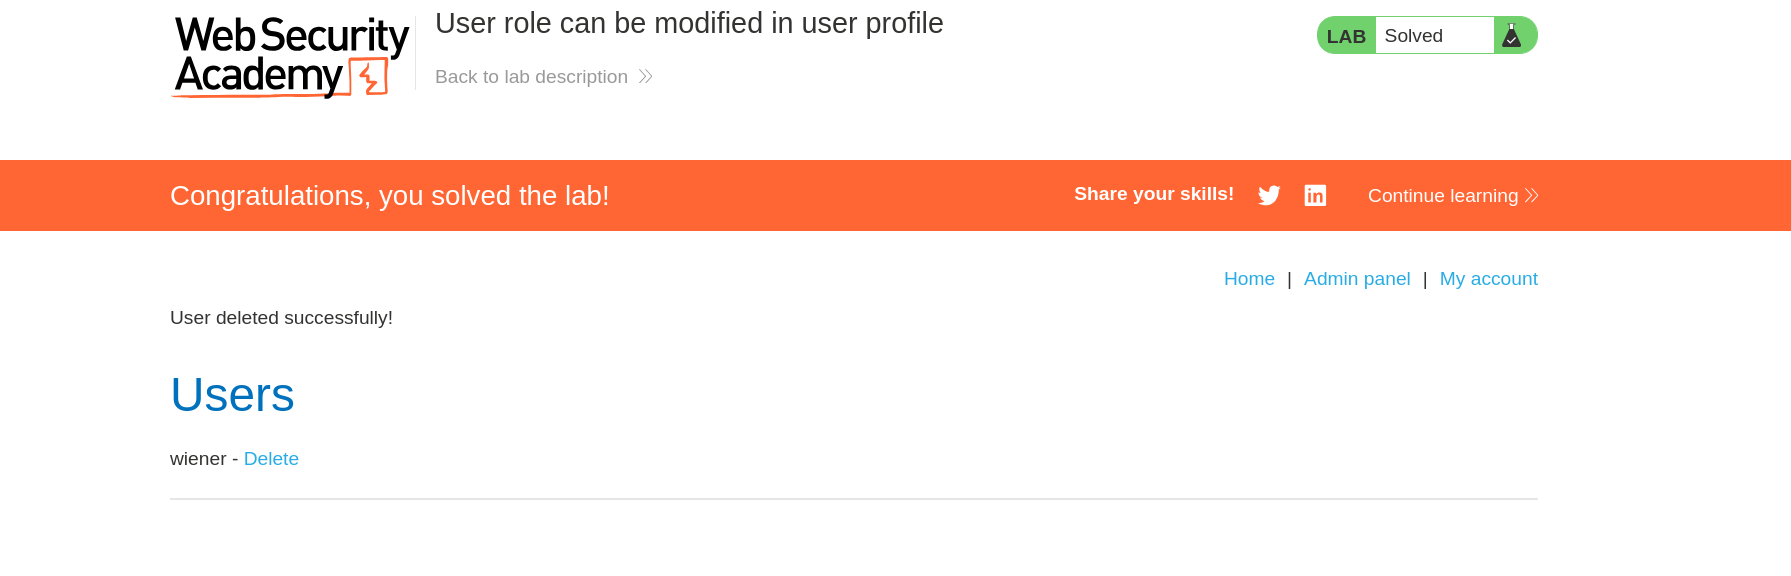 Web Security
Academy
User role can be modified in user profile
Back to lab description
LAB Solved
Congratulations, you solved the lab!
Share your skills!
Continue learning
Home | Admin panel | My account
User deleted successfully!
Users
wiener - Delete